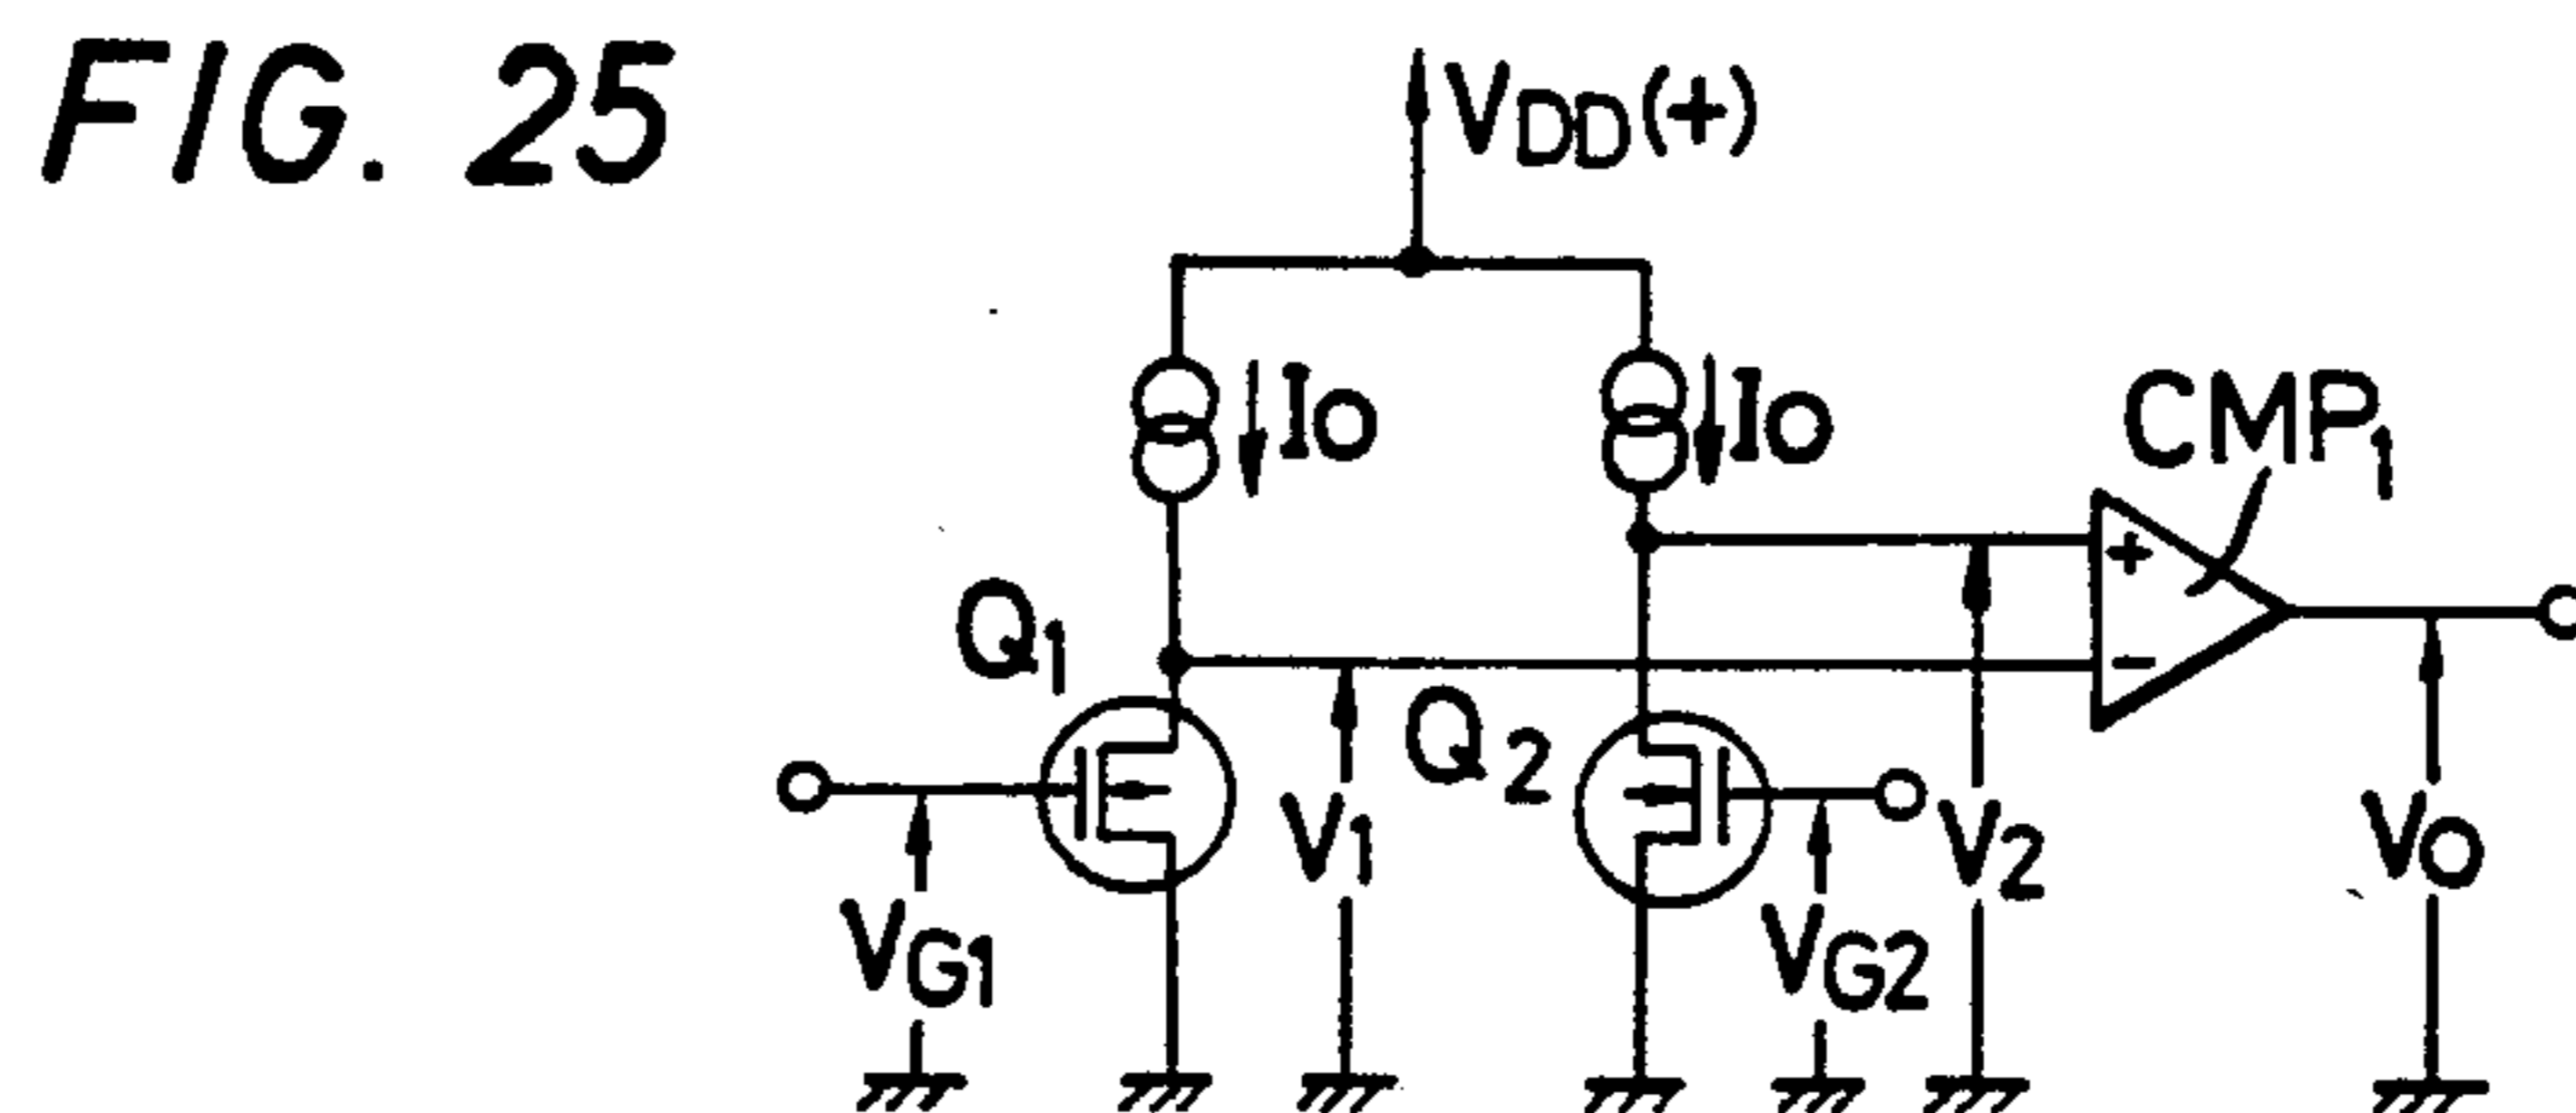 FIG. 25
VDD(+)
IO
IO
CMP1
+
-
Q1
Q2
V1
V2
VO
VG1
VG2